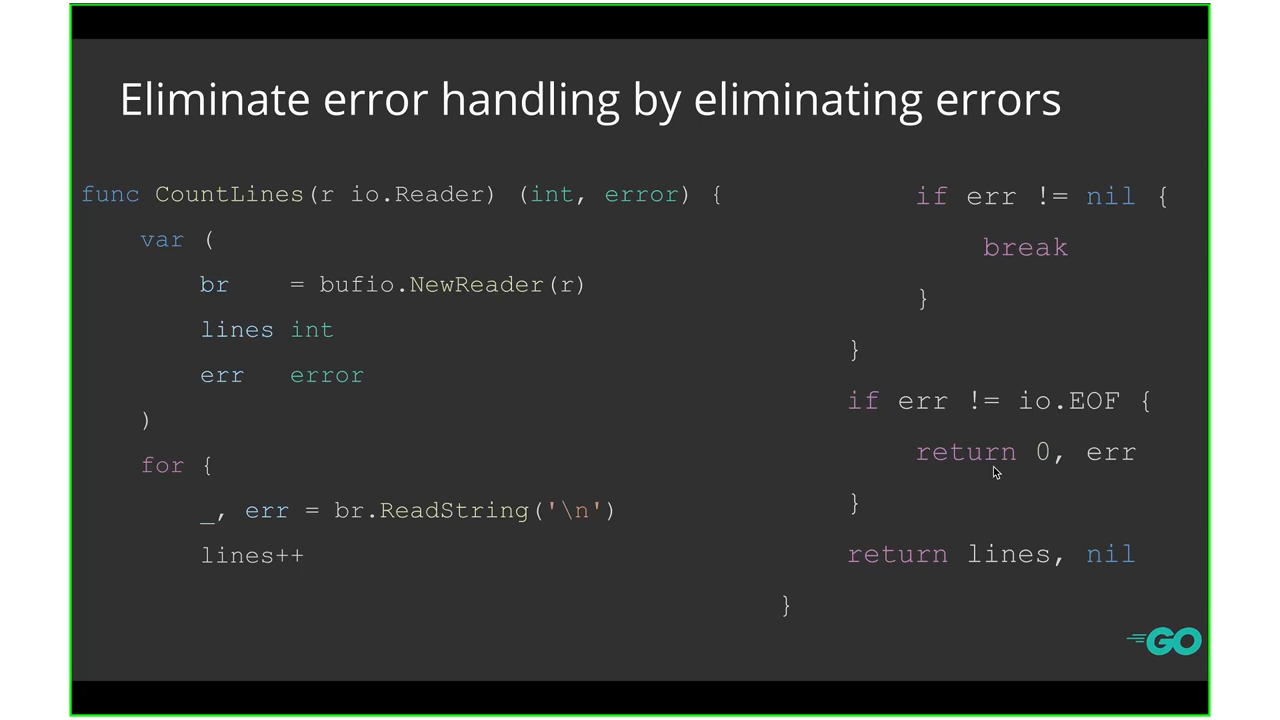 Eliminate error handling by eliminating errors
func CountLines(r io.Reader) (int, error) {
    var (
        br    = bufio.NewReader(r)
        lines int
        err   error
    )
    for {
        _, err = br.ReadString('\n')
        lines++
        if err != nil {
            break
        }
    }
    if err != io.EOF {
        return 0, err
    }
    return lines, nil
}
GO